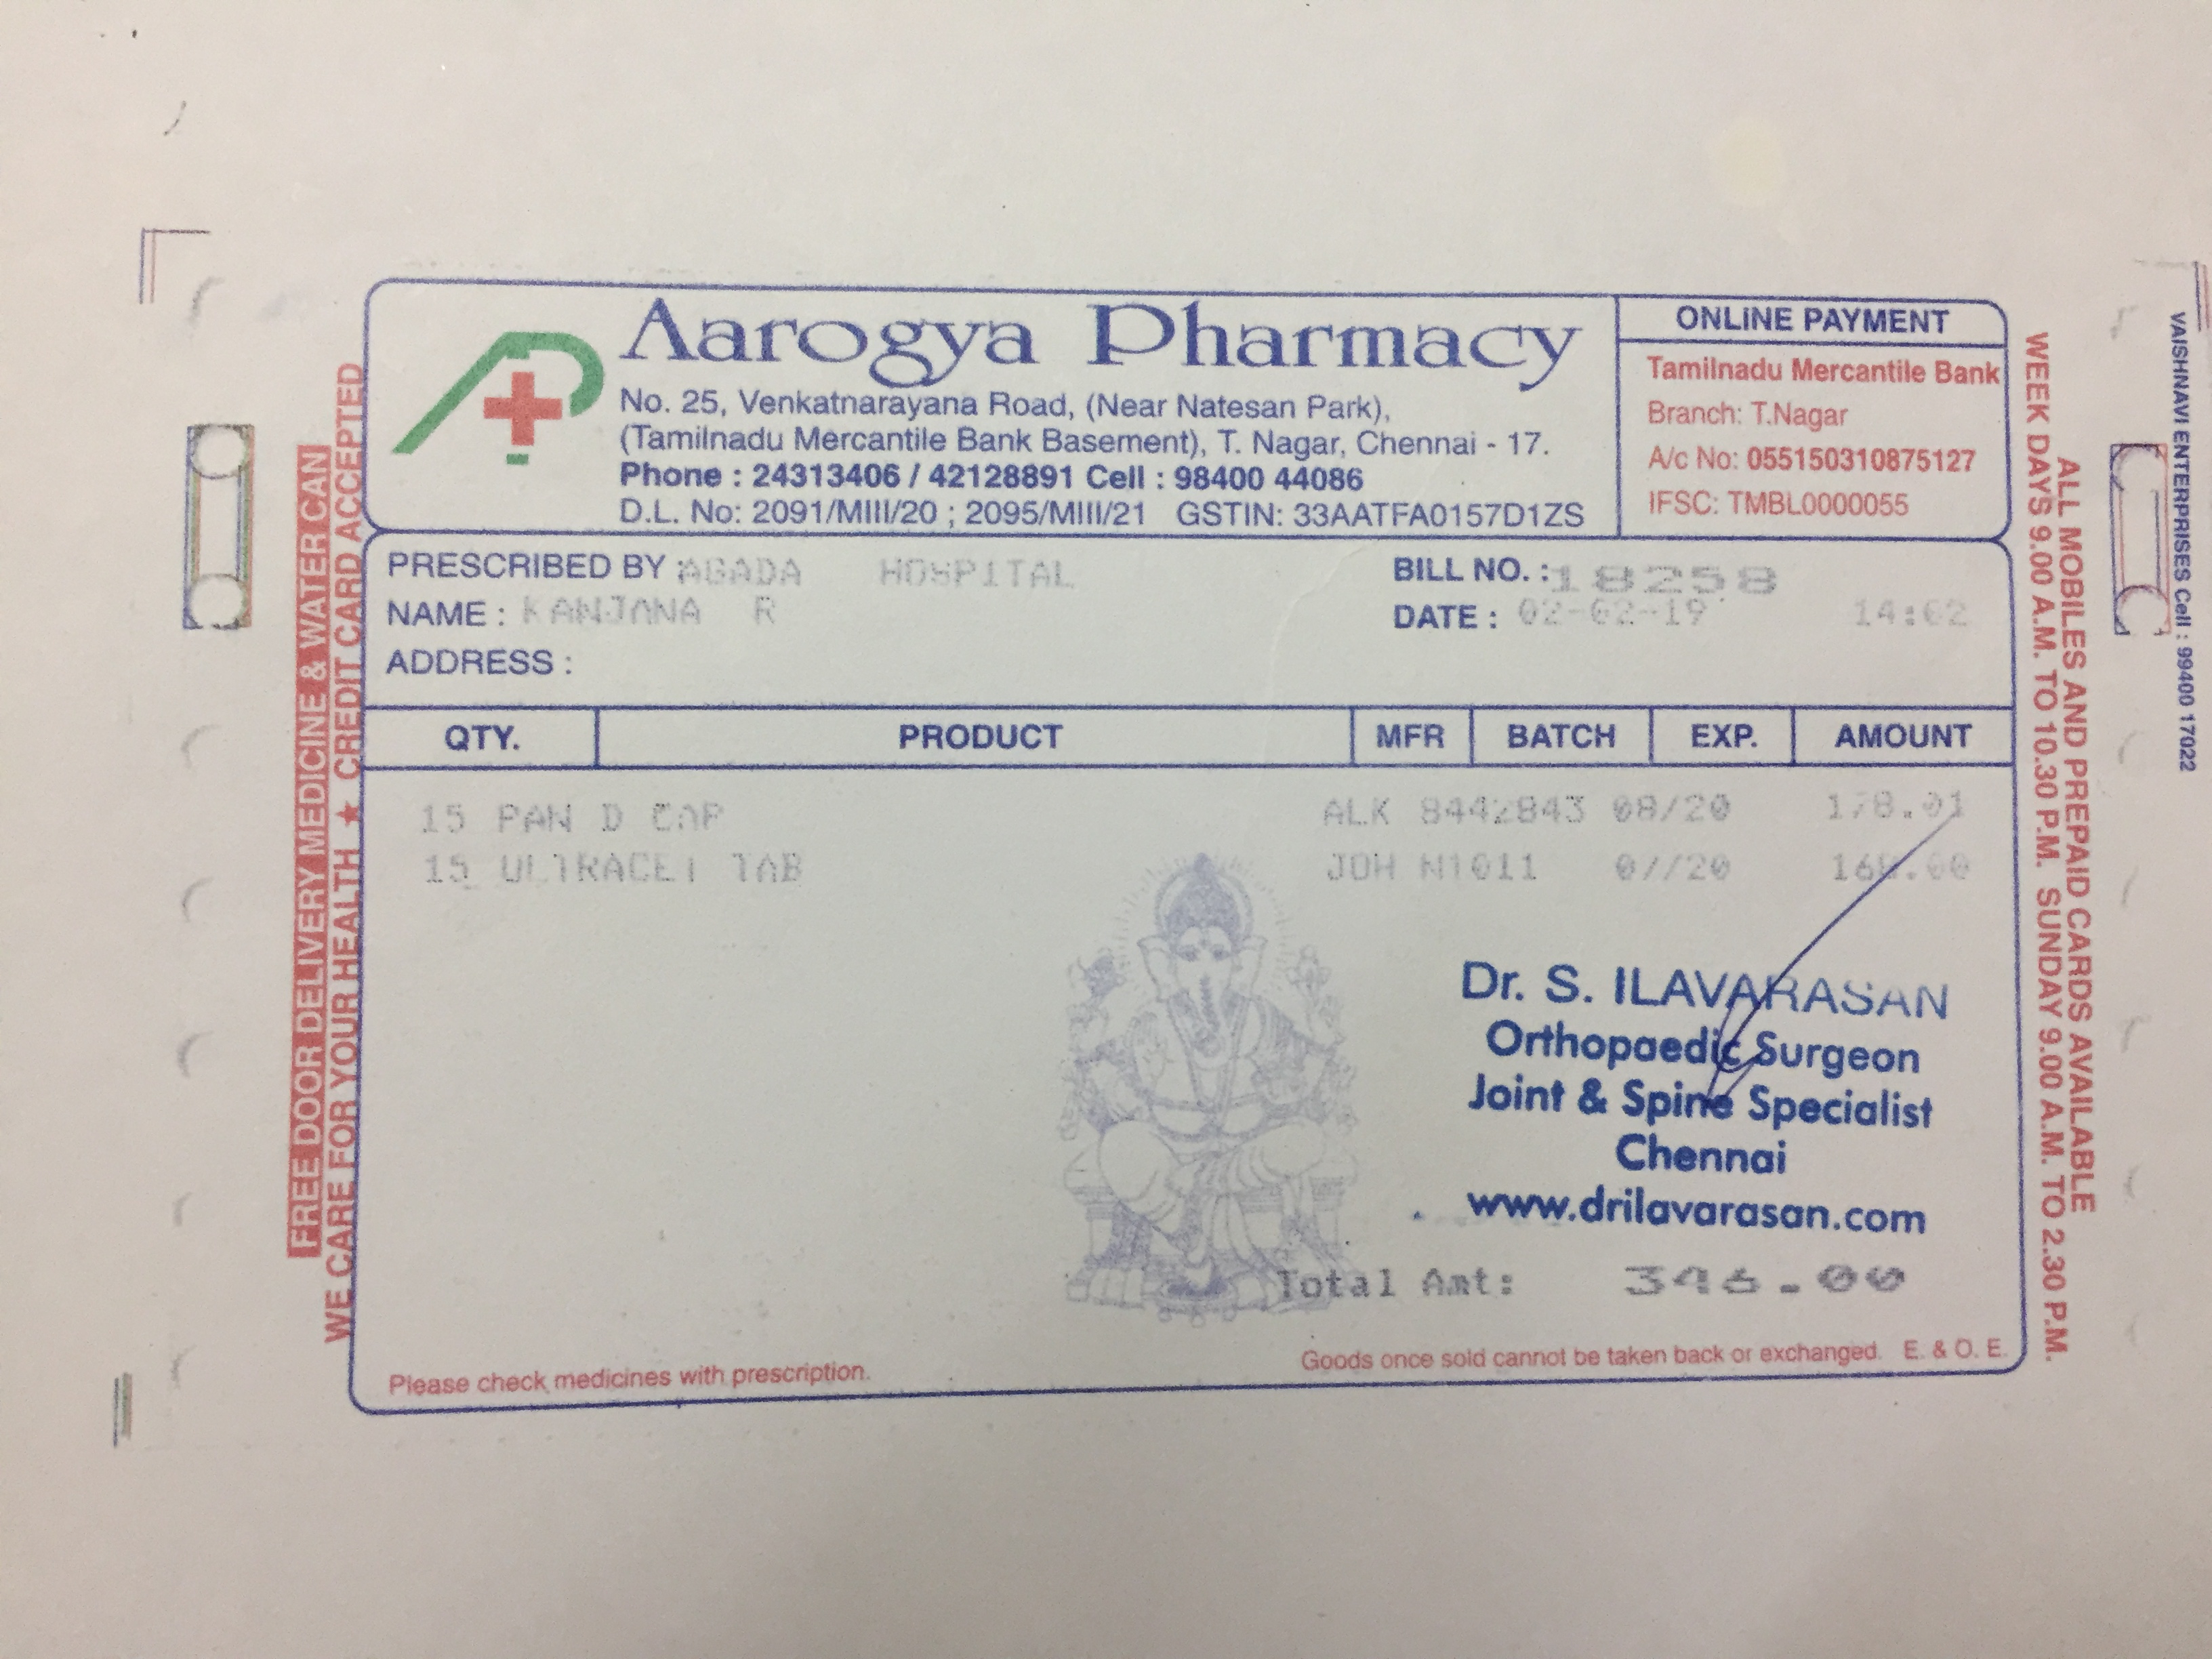 FREE DOOR DELIVERY MEDICINE & WATER CAN
WE CARE FOR YOUR HEALTH ★ CREDIT CARD ACCEPTED
Aarogya Pharmacy
No. 25, Venkatnarayana Road, (Near Natesan Park),
(Tamilnadu Mercantile Bank Basement), T. Nagar, Chennai - 17.
Phone : 24313406 / 42128891 Cell : 98400 44086
D.L. No: 2091/MIII/20 ; 2095/MIII/21 GSTIN: 33AATFA0157D1ZS
ONLINE PAYMENT
Tamilnadu Mercantile Bank
Branch: T.Nagar
A/c No: 055150310875127
IFSC: TMBL0000055
PRESCRIBED BY AGADA HOSPITAL BILL NO. : 18258
NAME : KANJANA R DATE : 02-02-19 14:02
ADDRESS :
QTY. PRODUCT MFR BATCH EXP. AMOUNT
15 PAN D CAP ALK 8442843 08/20 178.01
15 ULTRACET TAB JOH N1011 07/20 168.00
Dr. S. ILAVARASAN
Orthopaedic Surgeon
Joint & Spine Specialist
Chennai
www.drilavarasan.com
Total Amt: 346.00
Please check medicines with prescription. Goods once sold cannot be taken back or exchanged. E. & O. E.
WEEK DAYS 9.00 A.M. TO 10.30 P.M. SUNDAY 9.00 A.M. TO 2.30 P.M.
ALL MOBILES AND PREPAID CARDS AVAILABLE
VAISHNAVI ENTERPRISES Cell : 99400 17022